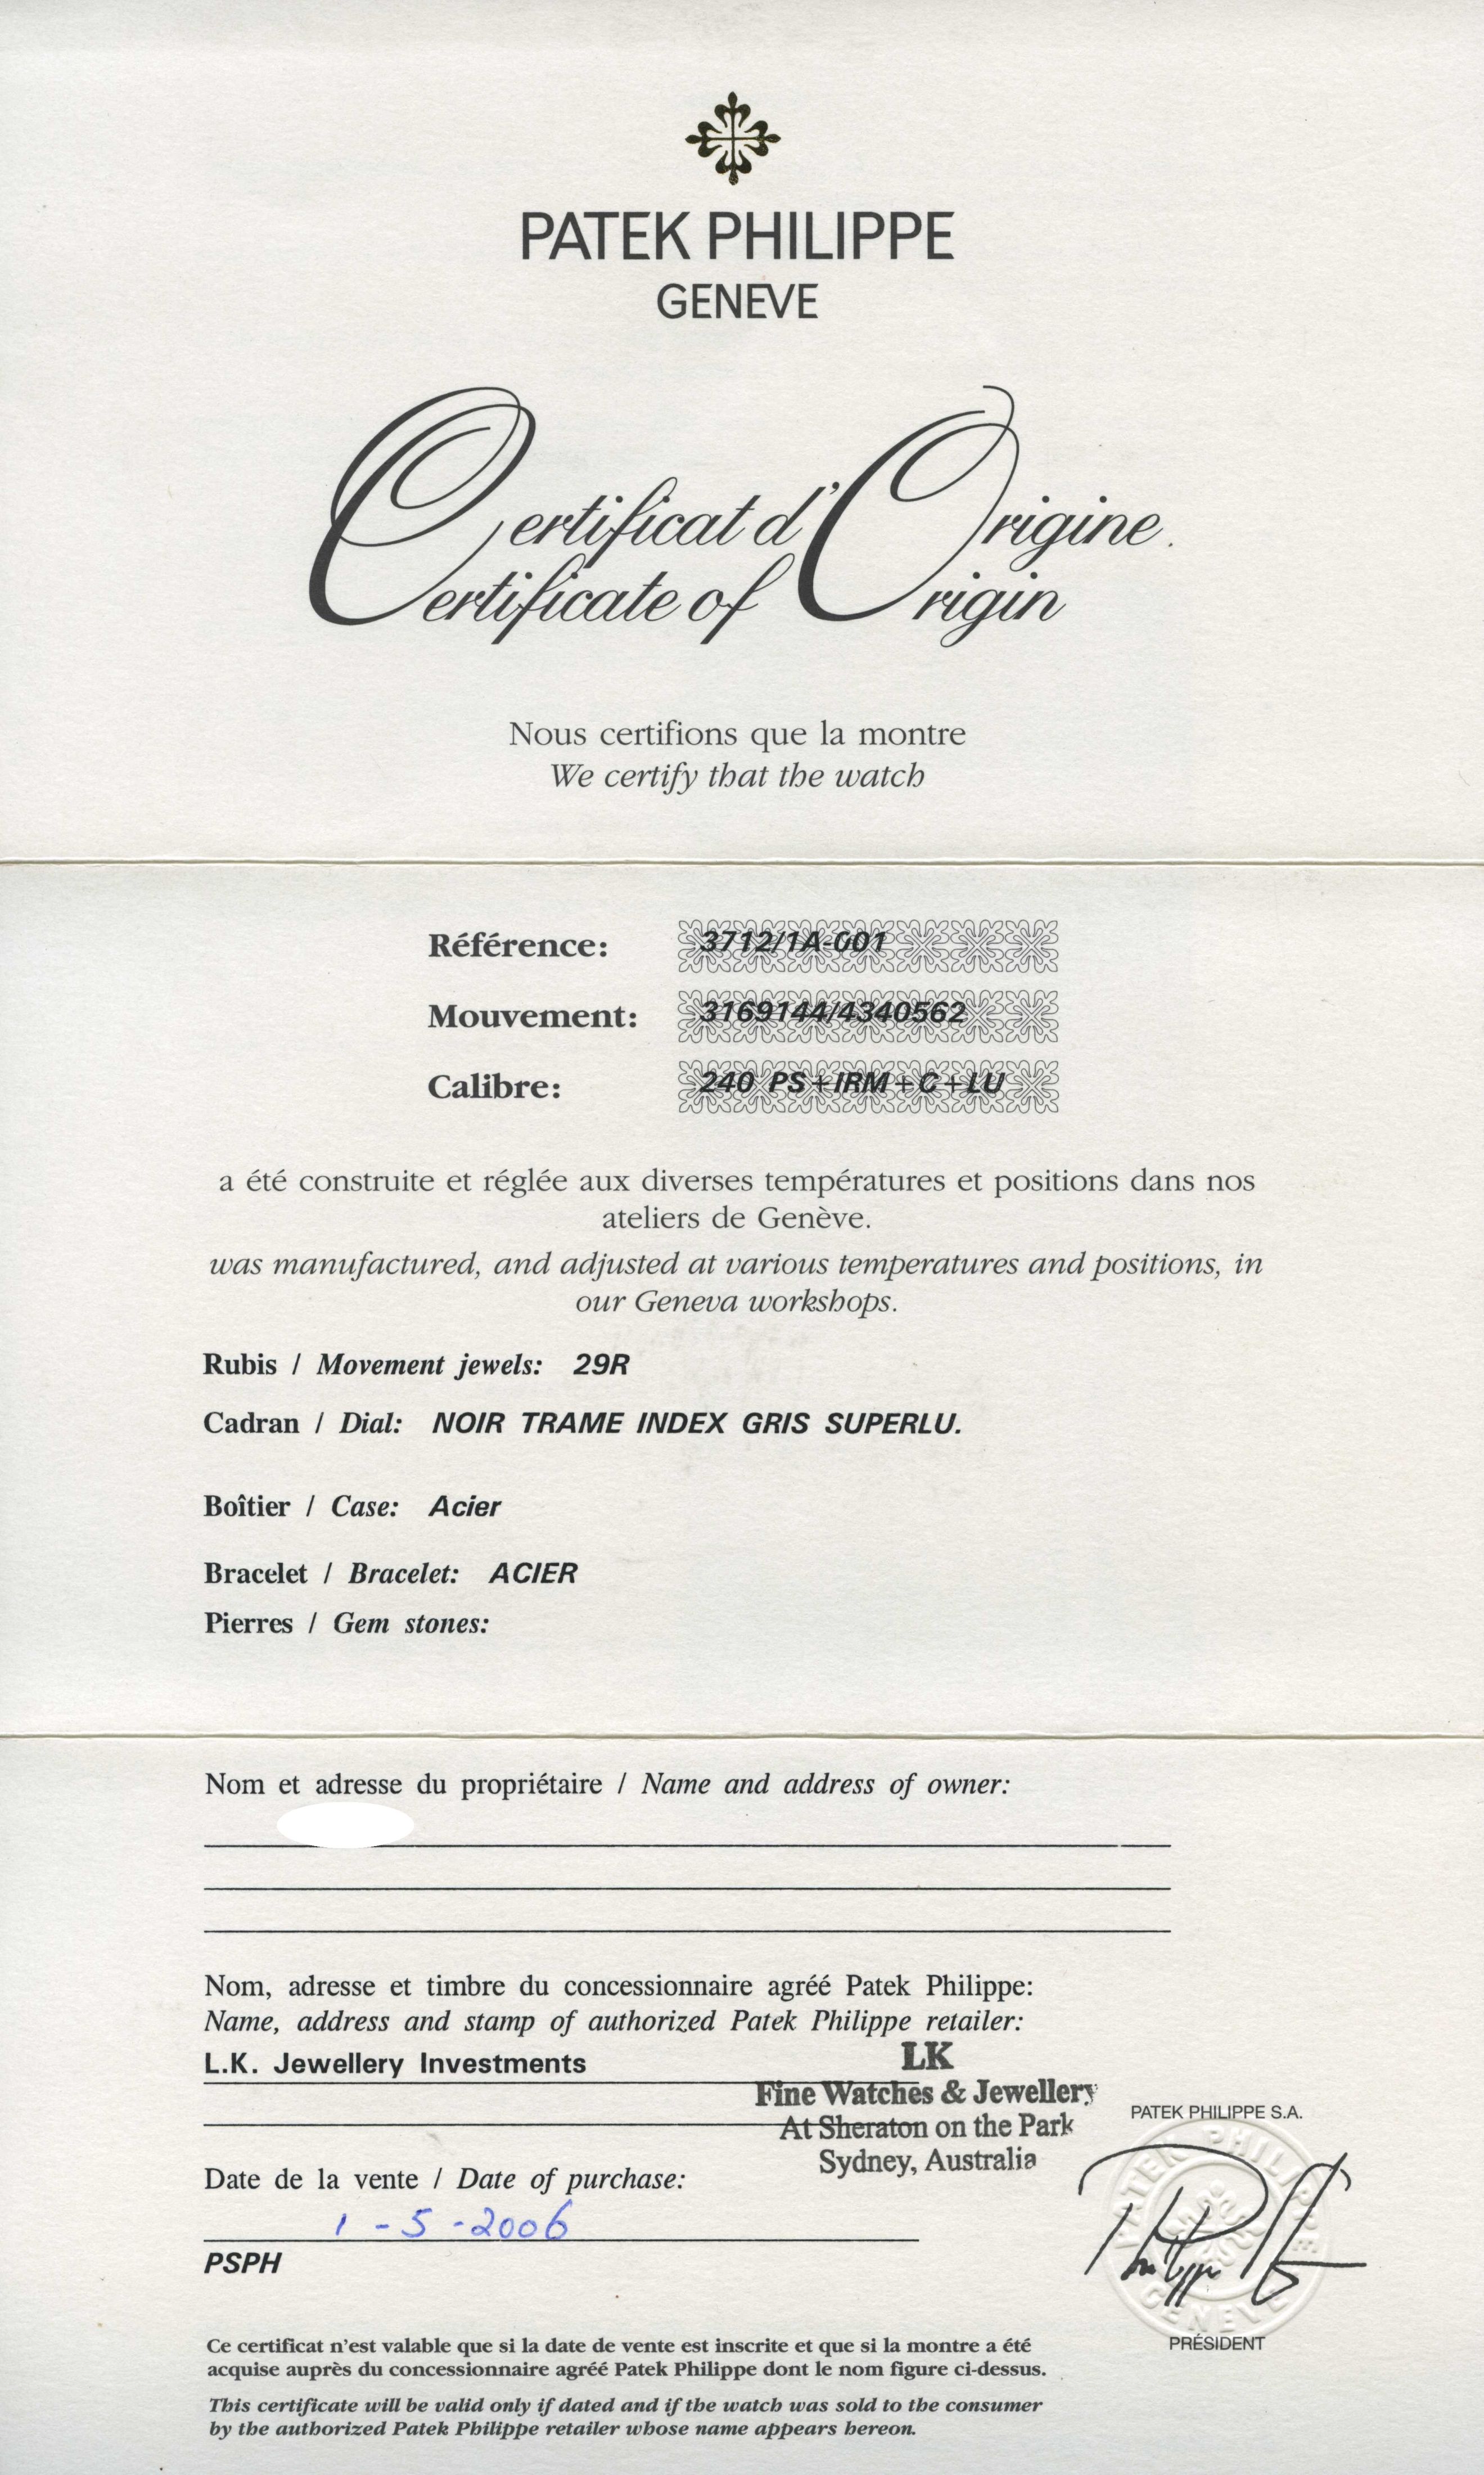 PATEK PHILIPPE
GENEVE
Certificat d'Origine.
Certificate of Origin
Nous certifions que la montre
We certify that the watch
Référence: 3712/1A-001
Mouvement: 3169144/4340562
Calibre: 240 PS+IRM+C+LU
a été construite et réglée aux diverses températures et positions dans nos
ateliers de Genève.
was manufactured, and adjusted at various temperatures and positions, in
our Geneva workshops.
Rubis / Movement jewels: 29R
Cadran / Dial: NOIR TRAME INDEX GRIS SUPERLU.
Boîtier / Case: Acier
Bracelet / Bracelet: ACIER
Pierres / Gem stones:
Nom et adresse du propriétaire / Name and address of owner:
Nom, adresse et timbre du concessionnaire agréé Patek Philippe:
Name, address and stamp of authorized Patek Philippe retailer:
L.K. Jewellery Investments
LK
Fine Watches & Jewellery
At Sheraton on the Park
Sydney, Australia
Date de la vente / Date of purchase:
1-5-2006
PSPH
PATEK PHILIPPE S.A.
PATEK PHILIPPE
GENEVE
PRÉSIDENT
Ce certificat n'est valable que si la date de vente est inscrite et que si la montre a été
acquise auprès du concessionnaire agréé Patek Philippe dont le nom figure ci-dessus.
This certificate will be valid only if dated and if the watch was sold to the consumer
by the authorized Patek Philippe retailer whose name appears hereon.